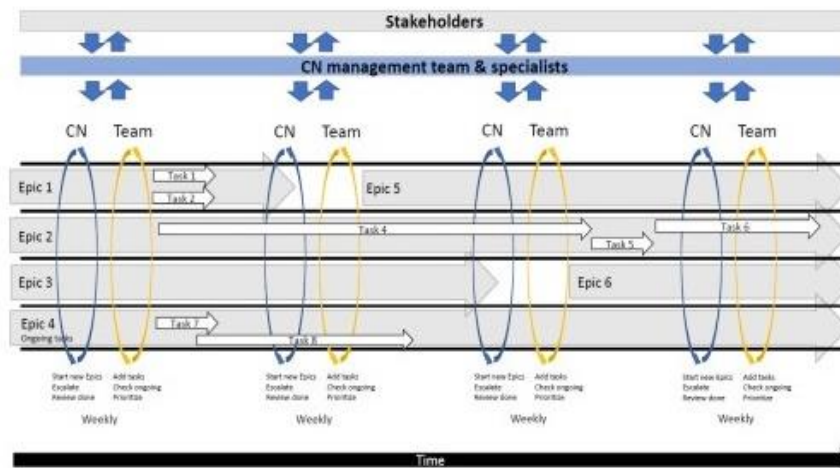 Stakeholders
CN management team & specialists
CN Team CN Team CN Team CN Team
Epic 1
Task 1
Task 2
Epic 5
Epic 2
Task 4
Task 5
Task 6
Epic 3
Epic 6
Epic 4
Ongoing tasks
Task 7
Task 8
Start new Epics Add tasks Start new Epics Add tasks Start new Epics Add tasks Start new Epics Add tasks
Escalate Check ongoing Escalate Check ongoing Escalate Check ongoing Escalate Check ongoing
Review done Prioritize Review done Prioritize Review done Prioritize Review done Prioritize
Weekly Weekly Weekly Weekly
Time